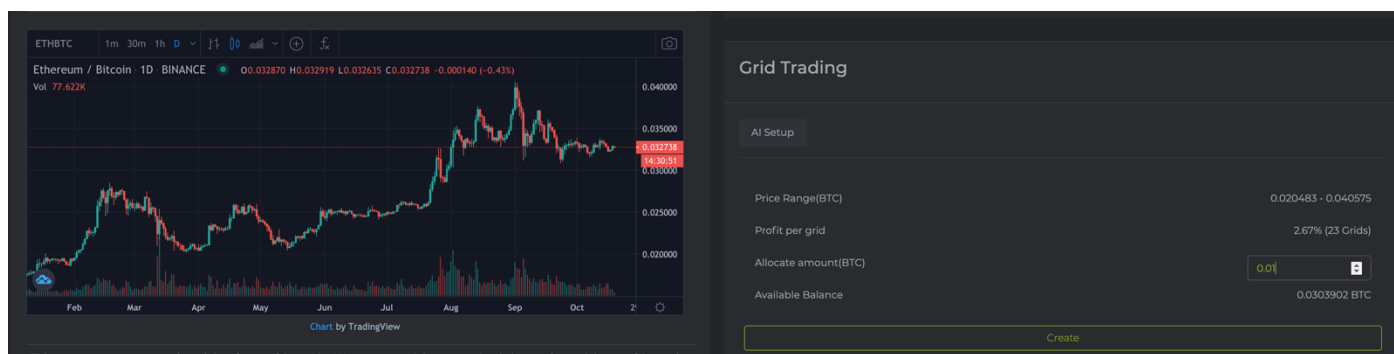 ETHBTC 1m 30m 1h D
Ethereum / Bitcoin · 1D · BINANCE O0.032870 H0.032919 L0.032635 C0.032738 -0.000140 (-0.43%)
Vol 77.622K
0.040000
0.035000
0.032738
14:30:51
0.030000
0.025000
0.020000
Feb Mar Apr May Jun Jul Aug Sep Oct
Chart by TradingView
Grid Trading
AI Setup
Price Range(BTC) 0.020483 - 0.040575
Profit per grid 2.67% (23 Grids)
Allocate amount(BTC) 0.01
Available Balance 0.0303902 BTC
Create